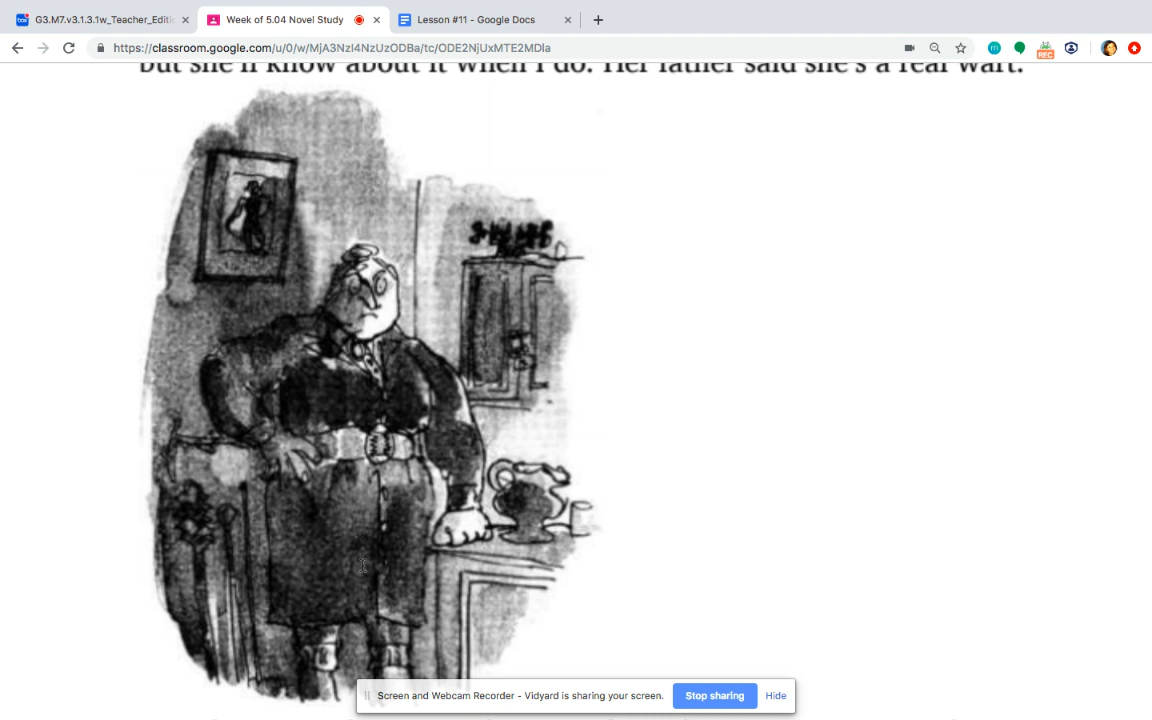 G3.M7.v3.1.3.1w_Teacher_Editi
Week of 5.04 Novel Study
Lesson #11 - Google Docs
https://classroom.google.com/u/0/w/MjA3NzI4NzUzODBa/tc/ODE2NjUxMTE2MDla
REC
but she'll know about it when I do. Her father said she's a real wart.
Screen and Webcam Recorder - Vidyard is sharing your screen.
Stop sharing
Hide